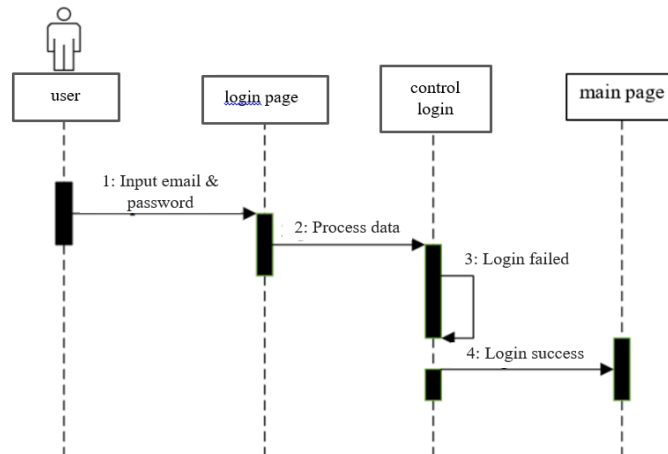 user
login page
control
login
main page
1: Input email &
password
2: Process data
3: Login failed
4: Login success